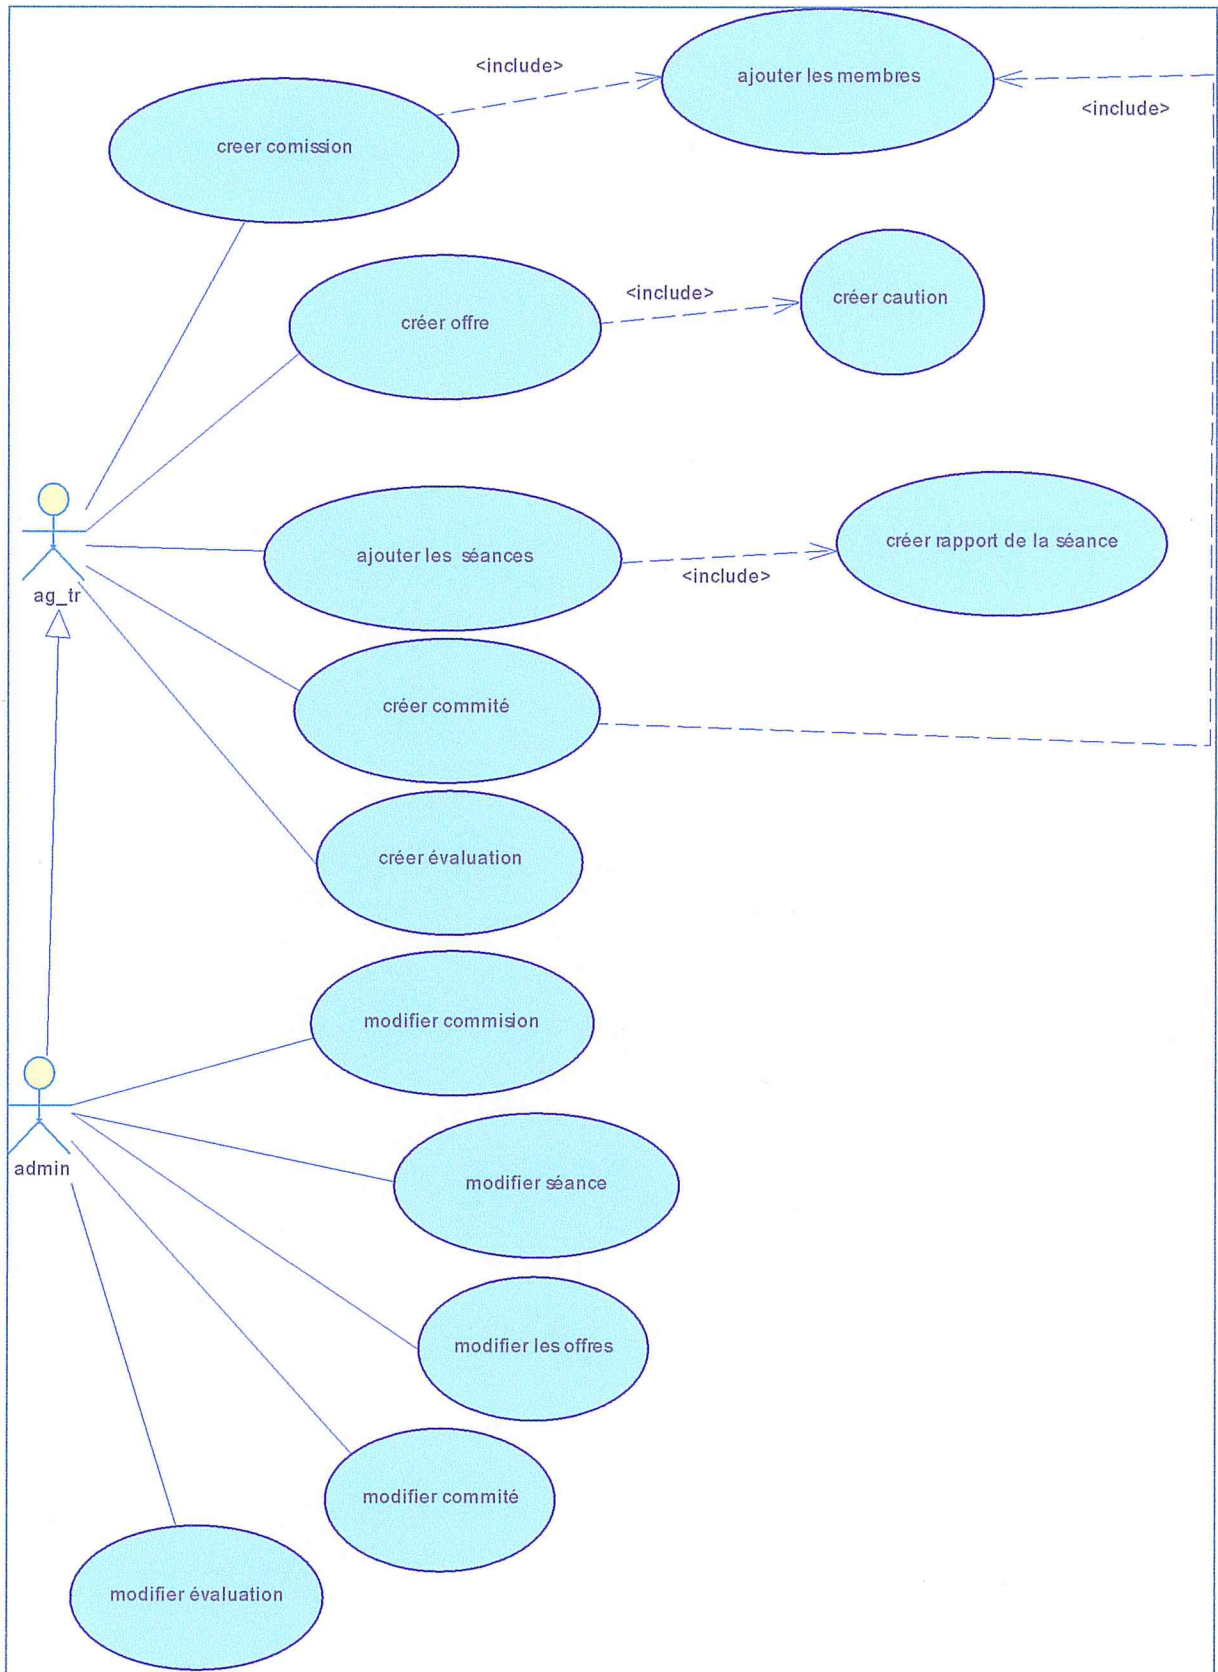 <include>
ajouter les membres
<include>
creer comission
<include>
créer caution
créer offre
créer rapport de la séance
ajouter les séances
<include>
ag_tr
créer commité
créer évaluation
modifier commision
admin
modifier séance
modifier les offres
modifier commité
modifier évaluation